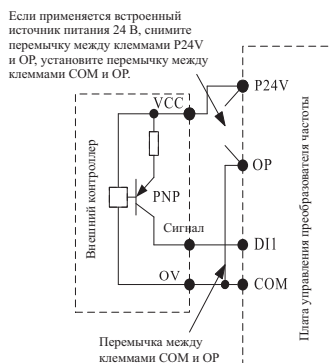 Если применяется встроенный
источник питания 24 В, снимите
перемычку между клеммами P24V
и OP, установите перемычку между
клеммами COM и OP.
VCC
P24V
OP
PNP
Внешний контроллер
Сигнал
DI1
OV
COM
Плата управления преобразователя частоты
Перемычка между
клеммами COM и OP